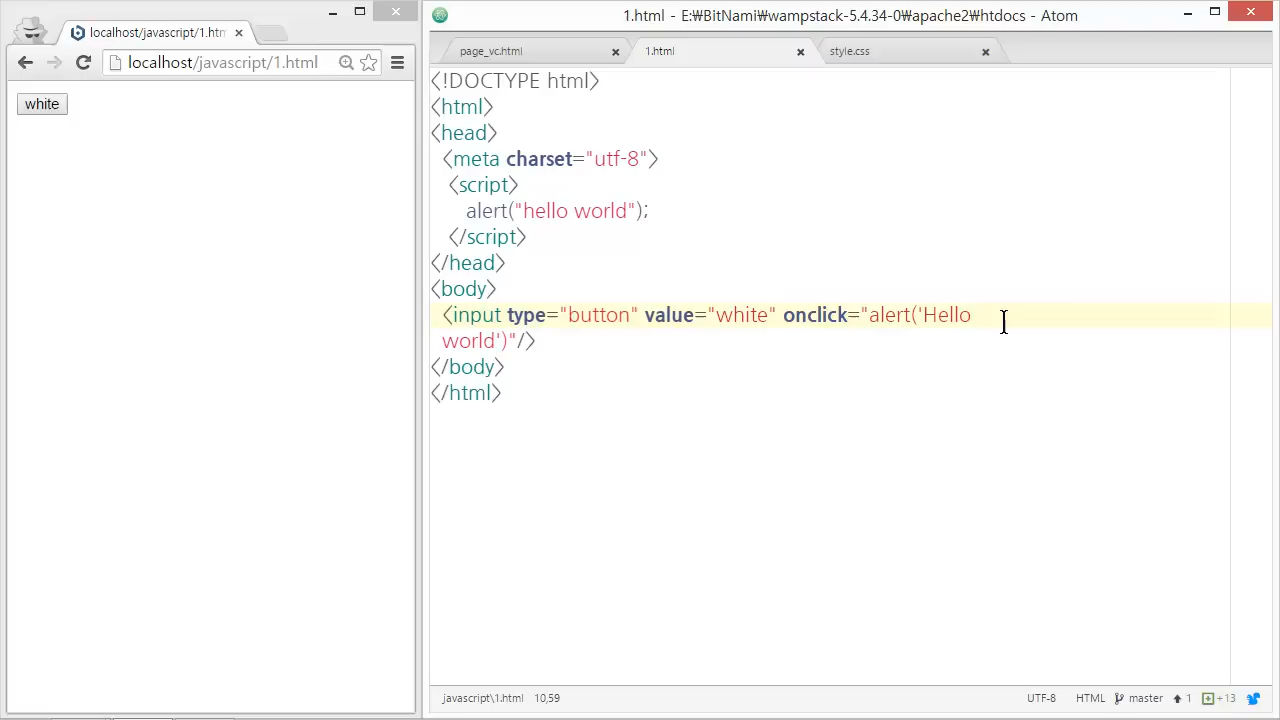 localhost/javascript/1.htm
localhost/javascript/1.html
white
1.html - E:₩BitNami₩wampstack-5.4.34-0₩apache2₩htdocs - Atom
page_vc.html
1.html
style.css
<!DOCTYPE html>
<html>
<head>
<meta charset="utf-8">
<script>
alert("hello world");
</script>
</head>
<body>
<input type="button" value="white" onclick="alert('Hello
world')"/>
</body>
</html>
javascript\1.html 10,59
UTF-8 HTML master 1 +13